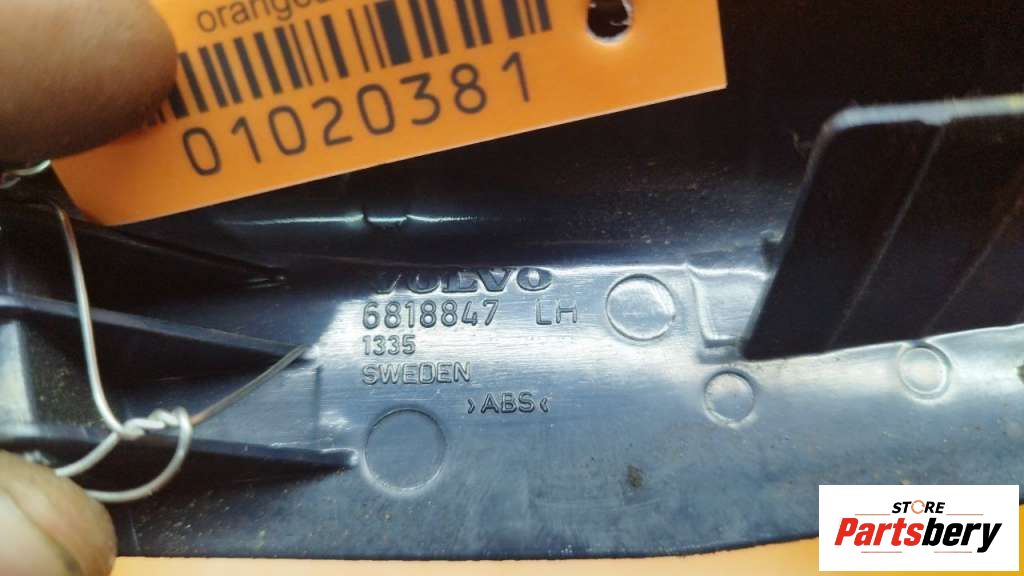 01020381
VOLVO
6818847 LH
1335
SWEDEN
>ABS<
STORE
Partsbery